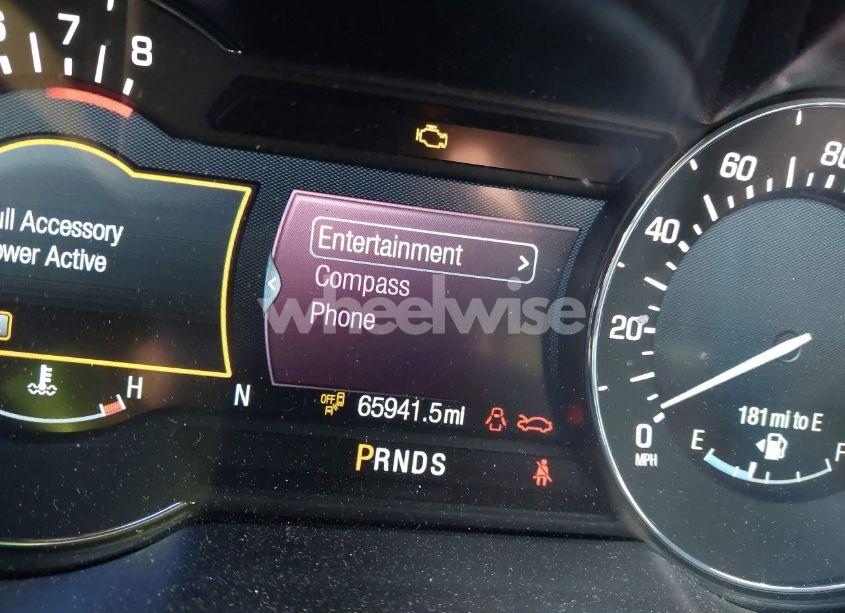 7
8
60
80
40
20
0
MPH
ull Accessory
ower Active
Entertainment >
Compass
Phone
wheelwise
H
N
OFF
65941.5mi
PRNDS
181 mi to E
E
F